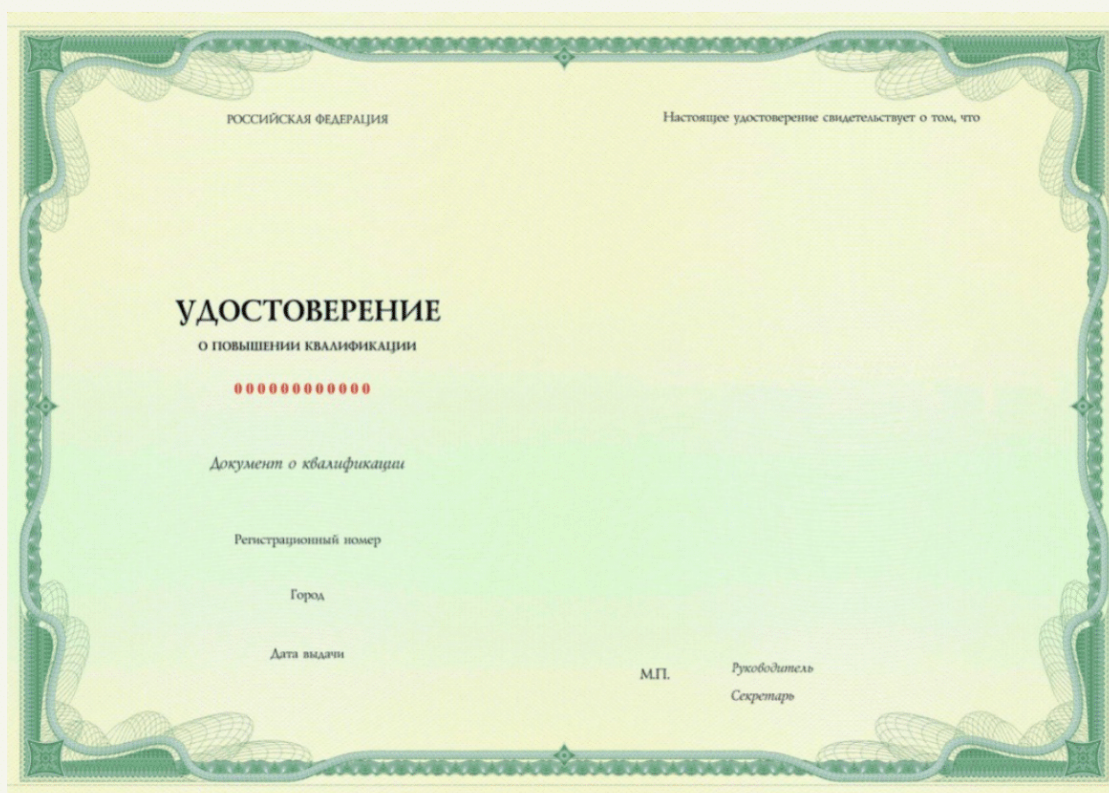 РОССИЙСКАЯ ФЕДЕРАЦИЯ
УДОСТОВЕРЕНИЕ
О ПОВЫШЕНИИ КВАЛИФИКАЦИИ
000000000000
Документ о квалификации
Регистрационный номер
Город
Дата выдачи
Настоящее удостоверение свидетельствует о том, что
М.П.
Руководитель
Секретарь